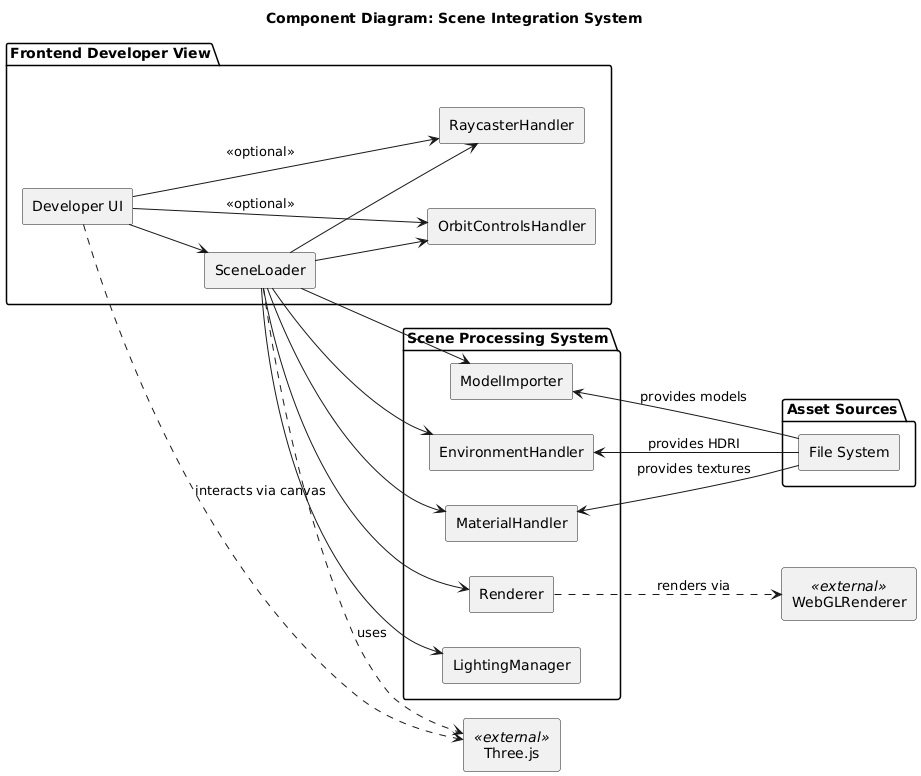 Component Diagram: Scene Integration System
Frontend Developer View
RaycasterHandler
«optional»
Developer UI
«optional»
OrbitControlsHandler
SceneLoader
Scene Processing System
ModelImporter
provides models
Asset Sources
EnvironmentHandler
provides HDRI
File System
provides textures
interacts via canvas
MaterialHandler
Renderer
renders via
«external»
WebGLRenderer
uses
LightingManager
«external»
Three.js